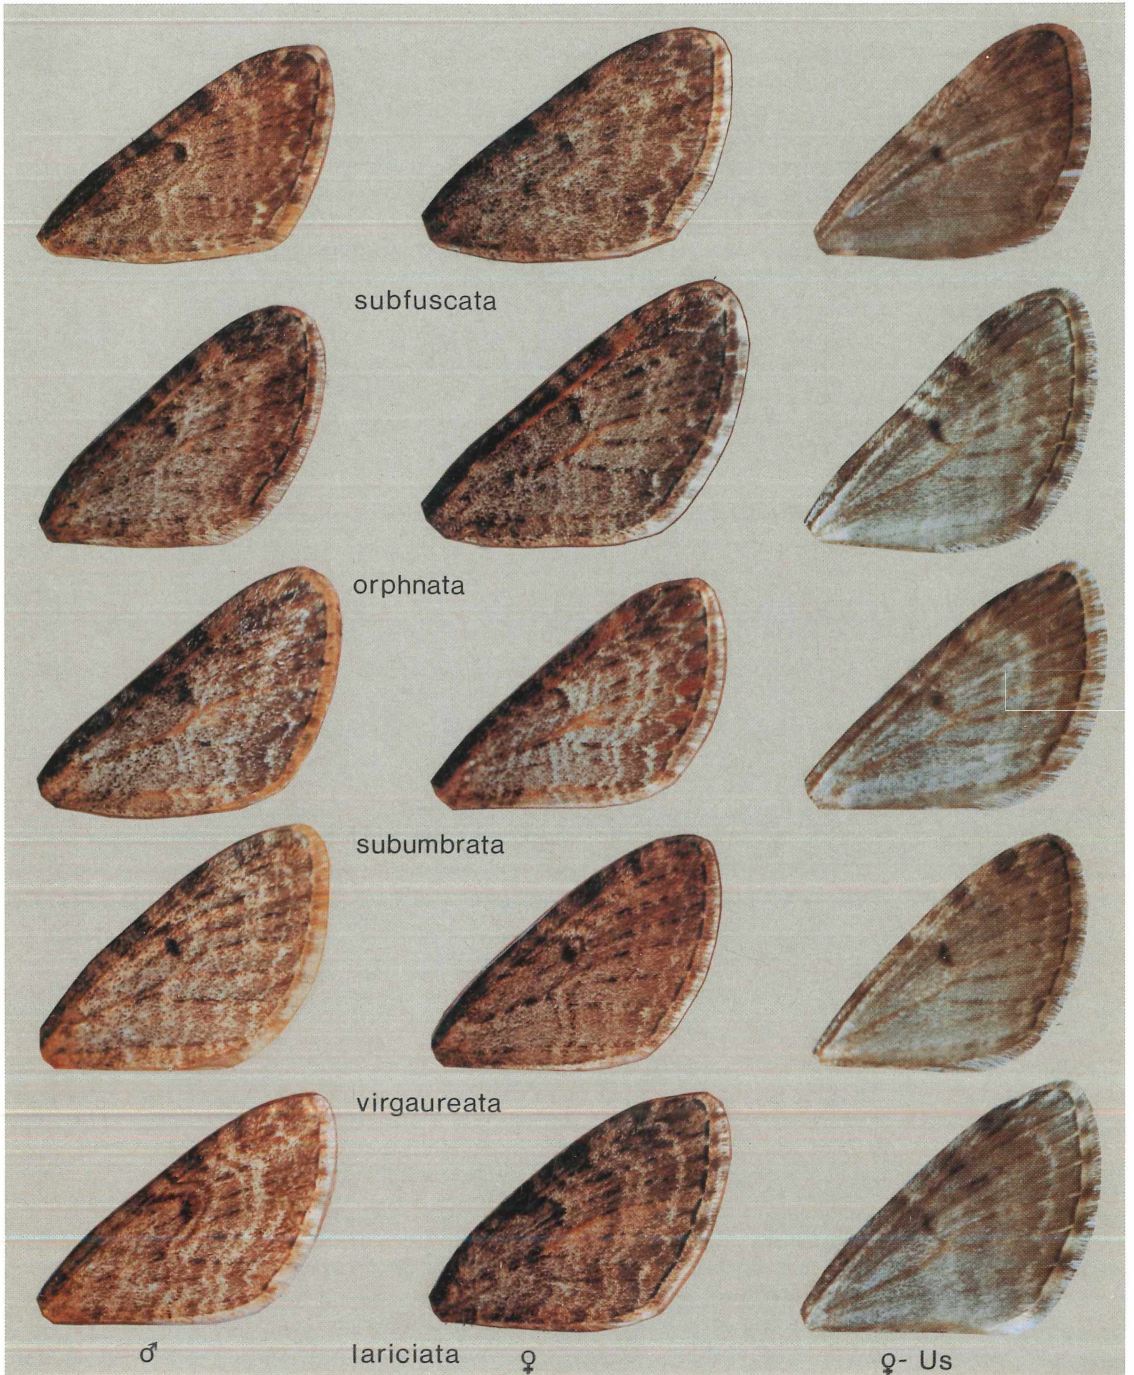 subfuscata
orphnata
subumbrata
virgaureata
♂ lariciata ♀ ♀- Us